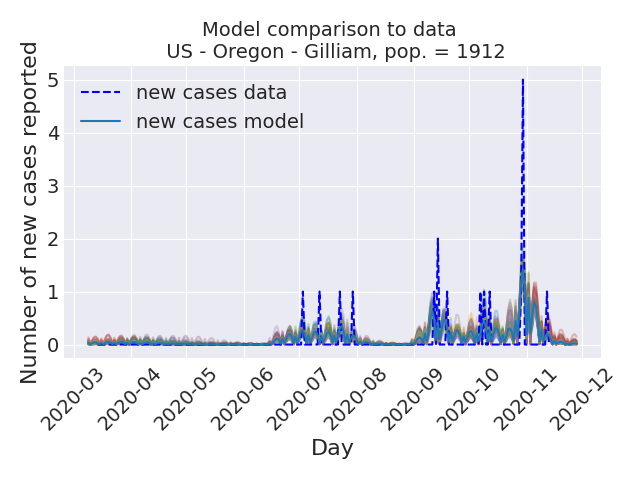 Model comparison to data
US - Oregon - Gilliam, pop. = 1912
Number of new cases reported
5
4
3
2
1
0
new cases data
new cases model
2020-03
2020-04
2020-05
2020-06
2020-07
2020-08
2020-09
2020-10
2020-11
2020-12
Day